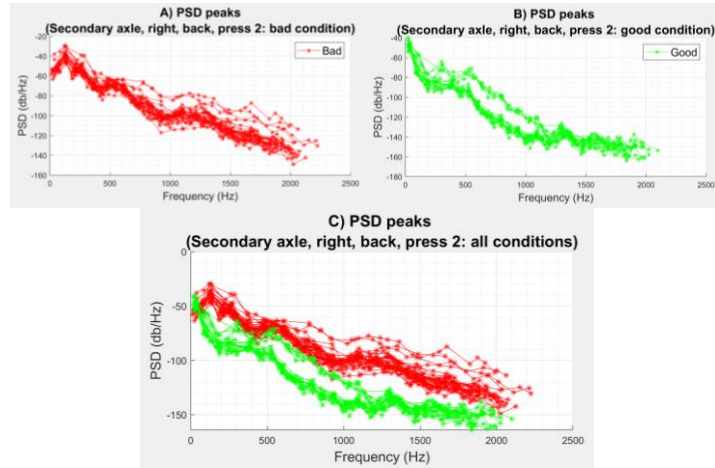 A) PSD peaks
(Secondary axle, right, back, press 2: bad condition)
-20
-40
-60
-80
-100
-120
-140
-160
0
500
1000
1500
2000
2500
PSD (db/Hz)
Frequency (Hz)
Bad
B) PSD peaks
(Secondary axle, right, back, press 2: good condition)
-40
-60
-80
-100
-120
-140
-160
-180
0
500
1000
1500
2000
2500
PSD (db/Hz)
Frequency (Hz)
Good
C) PSD peaks
(Secondary axle, right, back, press 2: all conditions)
0
-50
-100
-150
0
500
1000
1500
2000
2500
PSD (db/Hz)
Frequency (Hz)